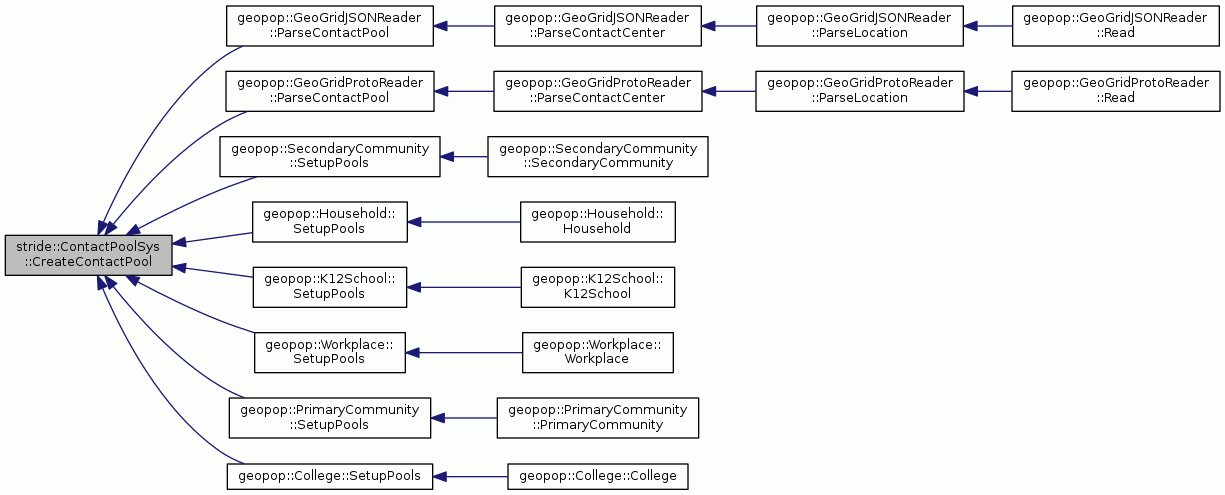 geopop::GeoGridJSONReader
::ParseContactPool
geopop::GeoGridJSONReader
::ParseContactCenter
geopop::GeoGridJSONReader
::ParseLocation
geopop::GeoGridJSONReader
::Read
geopop::GeoGridProtoReader
::ParseContactPool
geopop::GeoGridProtoReader
::ParseContactCenter
geopop::GeoGridProtoReader
::ParseLocation
geopop::GeoGridProtoReader
::Read
geopop::SecondaryCommunity
::SetupPools
geopop::SecondaryCommunity
::SecondaryCommunity
geopop::Household::
SetupPools
geopop::Household::
Household
stride::ContactPoolSys
::CreateContactPool
geopop::K12School::
SetupPools
geopop::K12School::
K12School
geopop::Workplace::
SetupPools
geopop::Workplace::
Workplace
geopop::PrimaryCommunity
::SetupPools
geopop::PrimaryCommunity
::PrimaryCommunity
geopop::College::SetupPools
geopop::College::College